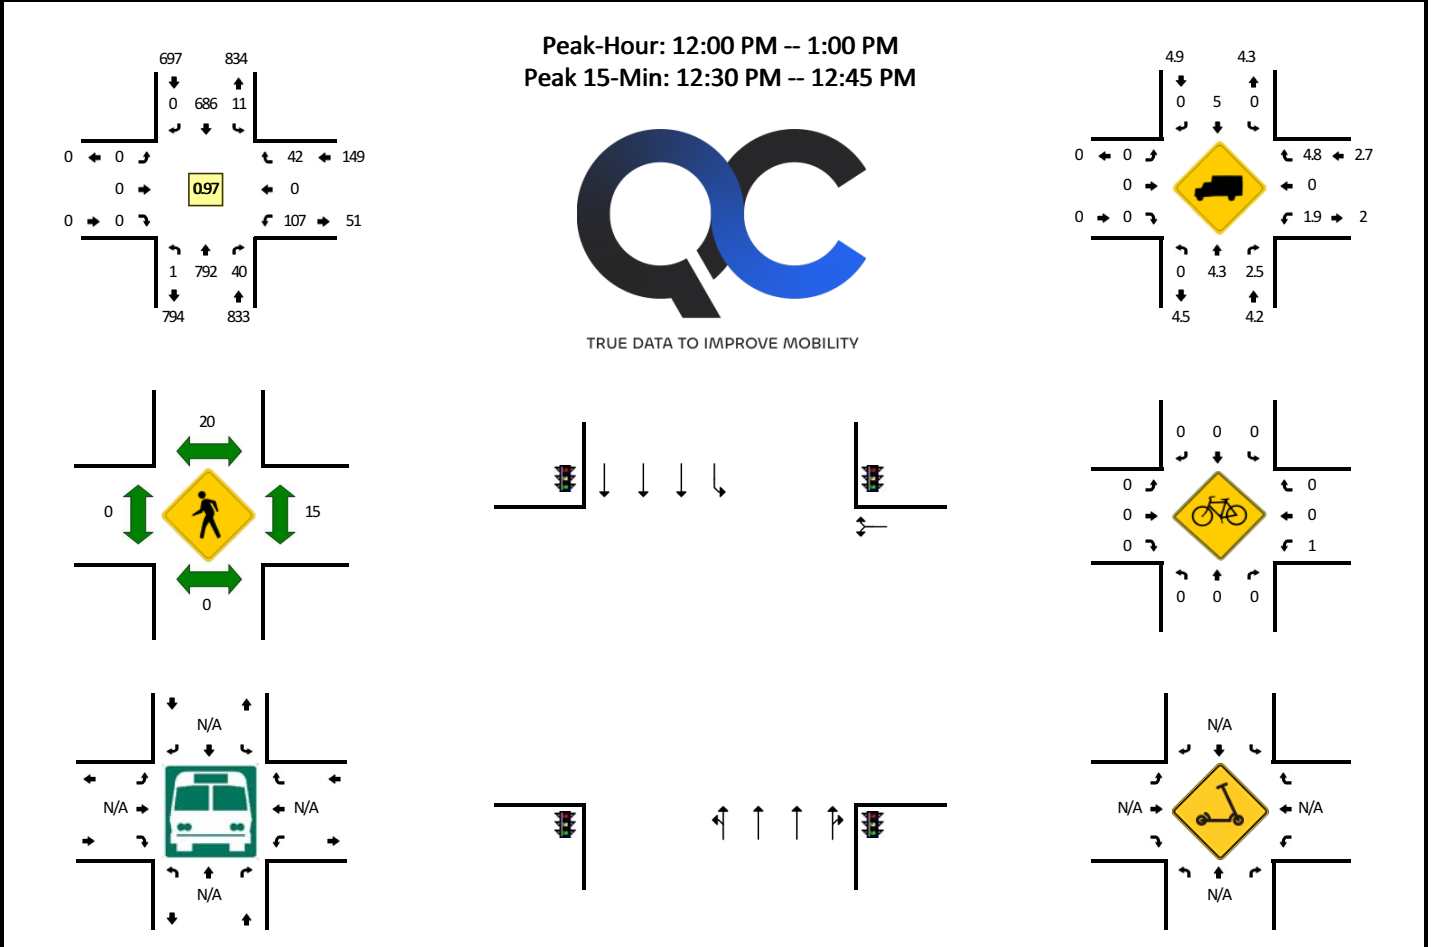 Peak-Hour: 12:00 PM -- 1:00 PM
Peak 15-Min: 12:30 PM -- 12:45 PM
697 834
0 686 11
0 0 42 149
0 0.97 0
0 0 107 51
1 792 40
794 833
QC
TRUE DATA TO IMPROVE MOBILITY
4.9 4.3
0 5 0
0 0 4.8 2.7
0 0
0 0 1.9 2
0 4.3 2.5
4.5 4.2
20
0 15
0
0 0 0
0 0
0 0
0 1
0 0 0
N/A
N/A N/A
N/A
N/A
N/A N/A
N/A